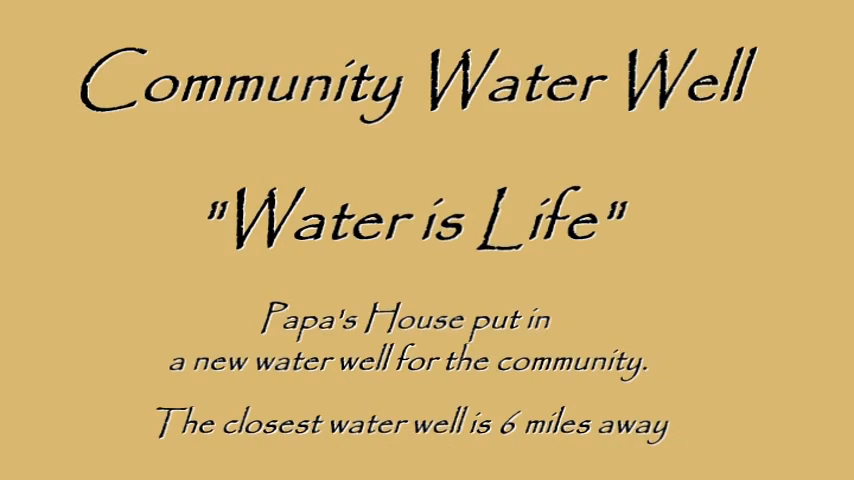 Community Water Well
"Water is Life"
Papa's House put in
a new water well for the community.
The closest water well is 6 miles away